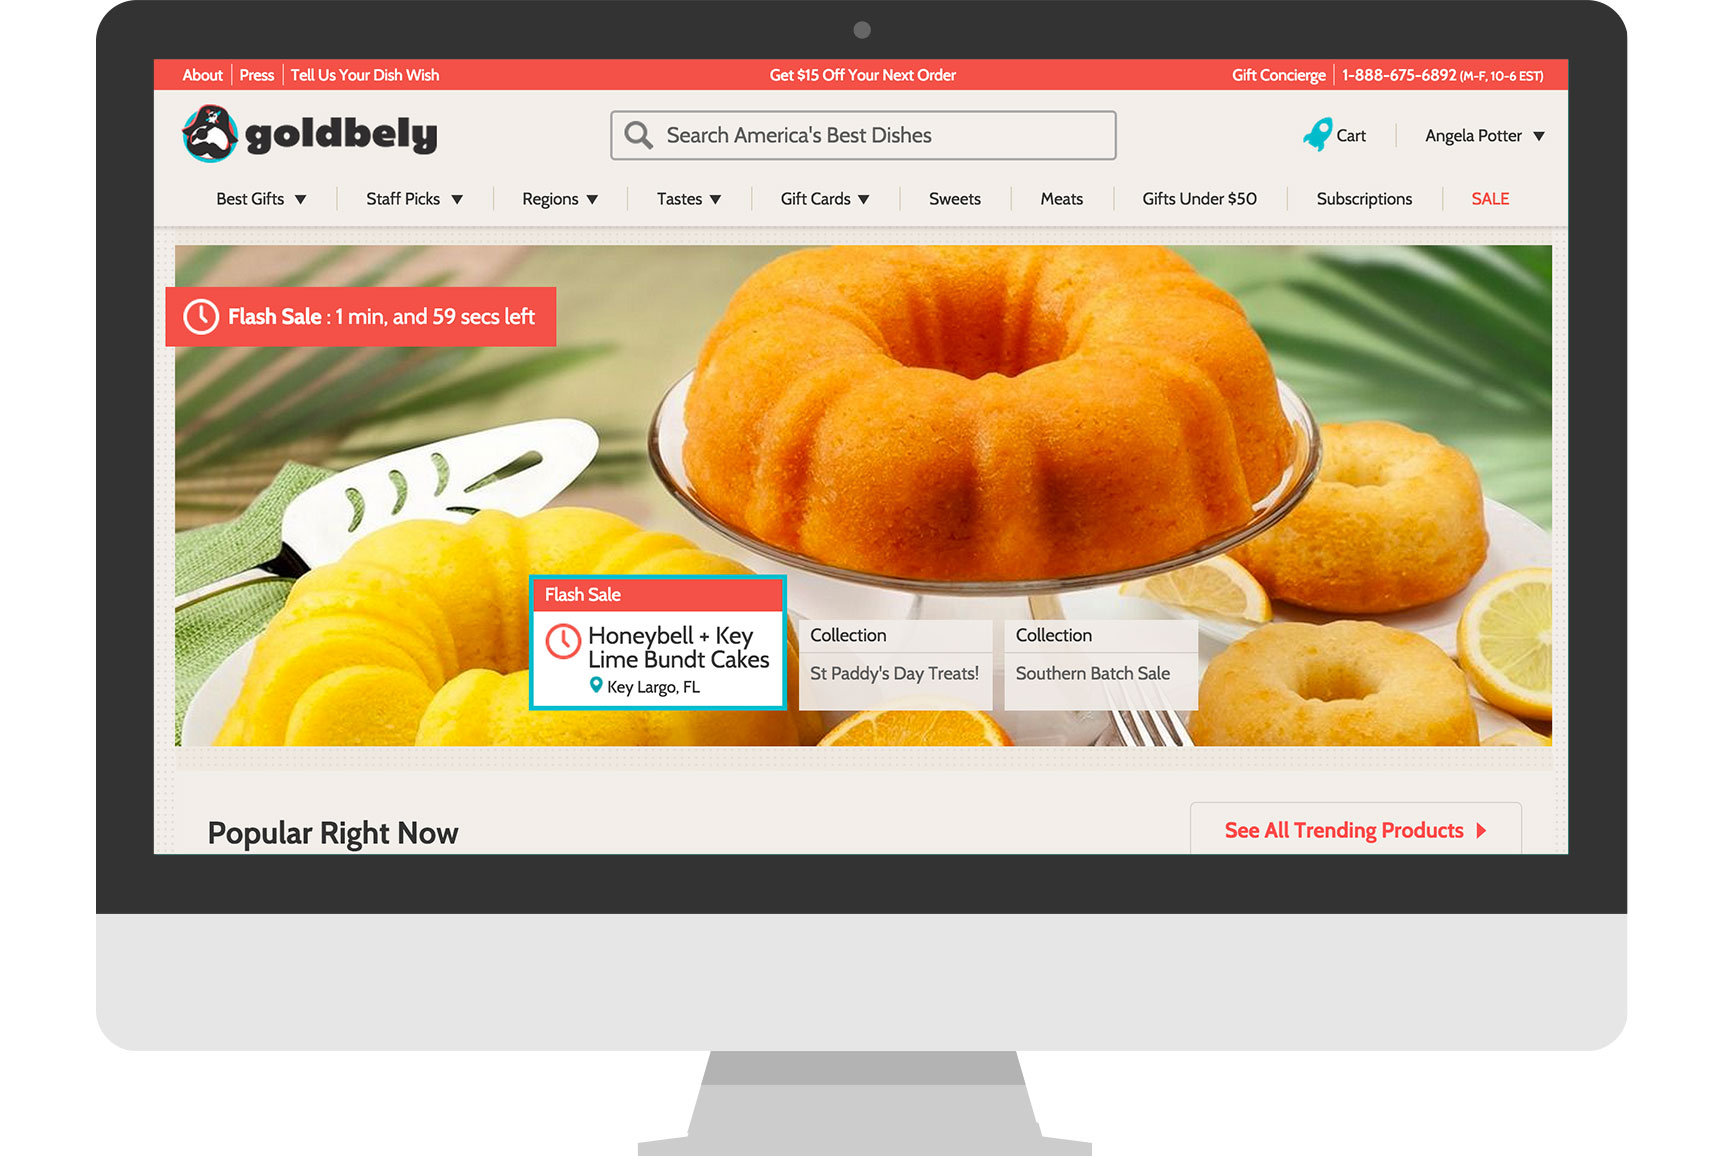 About Press Tell Us Your Dish Wish Get $15 Off Your Next Order Gift Concierge 1-888-675-6892 (M-F, 10-6 EST)
goldbely Search America's Best Dishes Cart Angela Potter
Best Gifts Staff Picks Regions Tastes Gift Cards Sweets Meats Gifts Under $50 Subscriptions SALE
Flash Sale : 1 min, and 59 secs left
Flash Sale
Honeybell + Key
Lime Bundt Cakes
Key Largo, FL
Collection
St Paddy's Day Treats!
Collection
Southern Batch Sale
Popular Right Now
See All Trending Products